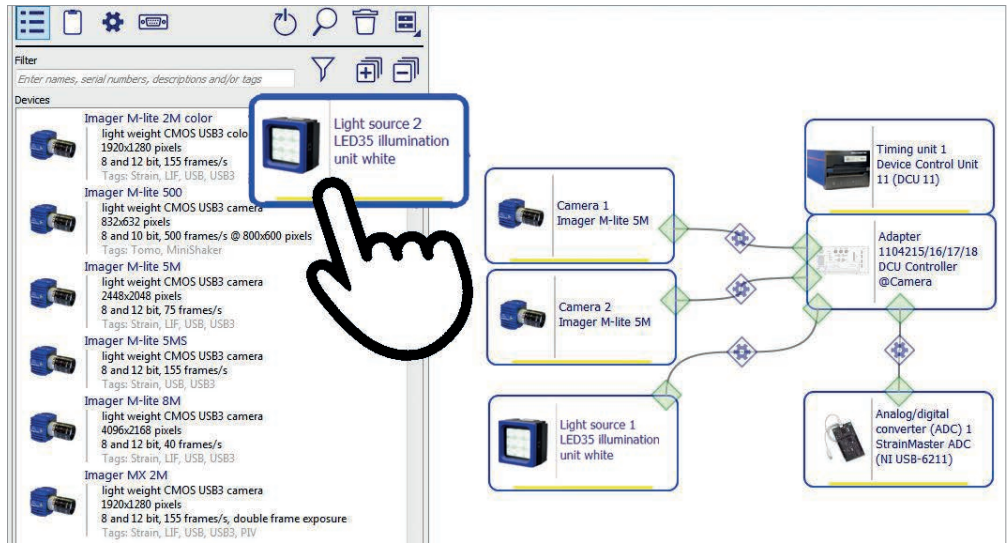 Filter
Enter names, serial numbers, descriptions and/or tags
Devices
Imager M-lite 2M color
light weight CMOS USB3 colo
1920x1280 pixels
8 and 12 bit, 155 frames/s
Tags: Strain, LIF, USB, USB3
Imager M-lite 500
light weight CMOS USB3 camera
832x632 pixels
8 and 10 bit, 500 frames/s @ 800x600 pixels
Tags: Tomo, MiniShaker
Imager M-lite 5M
light weight CMOS USB3 camera
2448x2048 pixels
8 and 12 bit, 75 frames/s
Tags: Strain, LIF, USB, USB3
Imager M-lite 5MS
light weight CMOS USB3 camera
8 and 12 bit, 155 frames/s
Tags: Strain, USB, USB3
Imager M-lite 8M
light weight CMOS USB3 camera
4096x2168 pixels
8 and 12 bit, 40 frames/s
Tags: Strain, LIF, USB, USB3
Imager MX 2M
light weight CMOS USB3 camera
1920x1280 pixels
8 and 12 bit, 155 frames/s, double frame exposure
Tags: Strain, LIF, USB, USB3, PIV
Light source 2
LED35 illumination
unit white
Camera 1
Imager M-lite 5M
Camera 2
Imager M-lite 5M
Light source 1
LED35 illumination
unit white
Timing unit 1
Device Control Unit
11 (DCU 11)
Adapter
1104215/16/17/18
DCU Controller
@Camera
Analog/digital
converter (ADC) 1
StrainMaster ADC
(NI USB-6211)